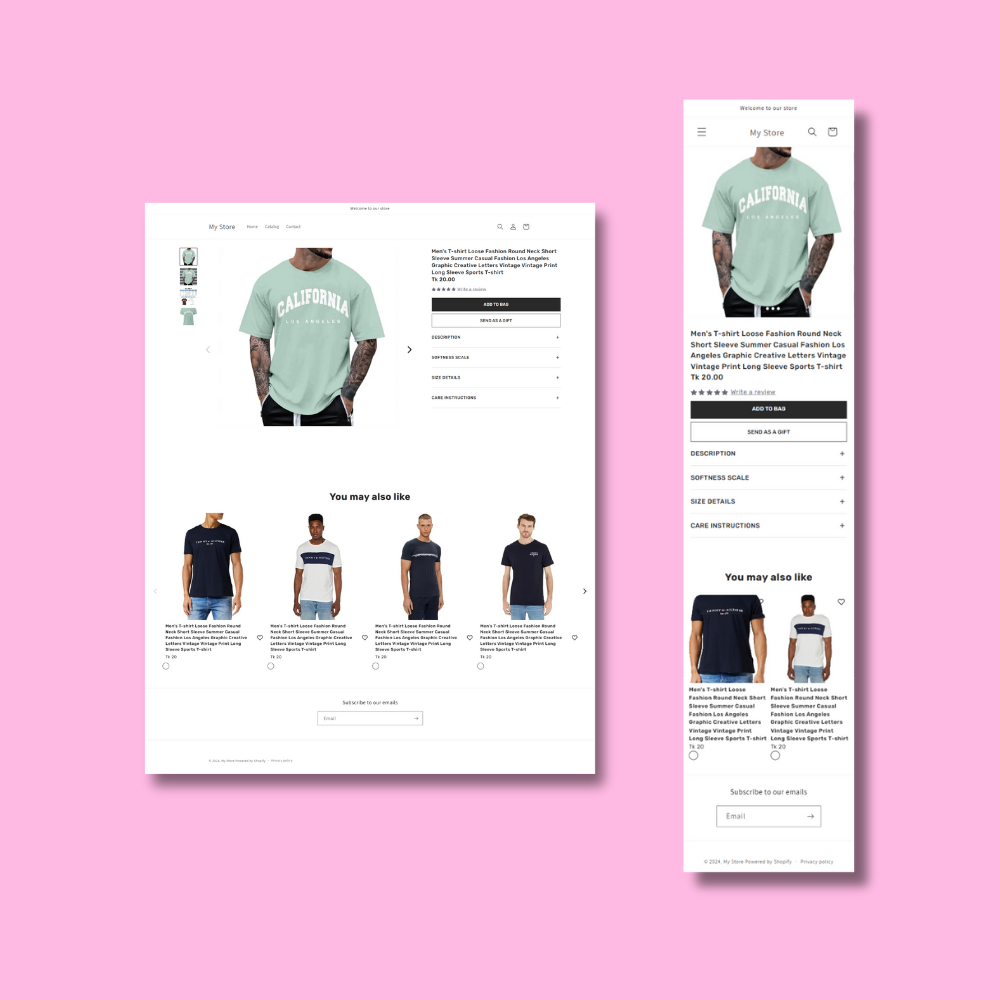 Welcome to our store
My Store
Home
Catalog
Contact
CALIFORNIA
LOS ANGELES
Men's T-shirt Loose Fashion Round Neck Short
Sleeve Summer Casual Fashion Los Angeles
Graphic Creative Letters Vintage Vintage Print
Long Sleeve Sports T-shirt
Tk 20.00
Write a review
ADD TO BAG
SEND AS A GIFT
DESCRIPTION +
SOFTNESS SCALE +
SIZE DETAILS +
CARE INSTRUCTIONS +
You may also like
Men's T-shirt Loose Fashion Round
Neck Short Sleeve Summer Casual
Fashion Los Angeles Graphic Creative
Letters Vintage Vintage Print Long
Sleeve Sports T-shirt
Tk 20
Men's T-shirt Loose Fashion Round
Neck Short Sleeve Summer Casual
Fashion Los Angeles Graphic Creative
Letters Vintage Vintage Print Long
Sleeve Sports T-shirt
Tk 20
Men's T-shirt Loose Fashion Round
Neck Short Sleeve Summer Casual
Fashion Los Angeles Graphic Creative
Letters Vintage Vintage Print Long
Sleeve Sports T-shirt
Tk 20
Men's T-shirt Loose Fashion Round
Neck Short Sleeve Summer Casual
Fashion Los Angeles Graphic Creative
Letters Vintage Vintage Print Long
Sleeve Sports T-shirt
Tk 20
Subscribe to our emails
Email
© 2024, My Store Powered by Shopify · Privacy policy
Welcome to our store
My Store
CALIFORNIA
LOS ANGELES
Men's T-shirt Loose Fashion Round Neck
Short Sleeve Summer Casual Fashion Los
Angeles Graphic Creative Letters Vintage
Vintage Print Long Sleeve Sports T-shirt
Tk 20.00
Write a review
ADD TO BAG
SEND AS A GIFT
DESCRIPTION +
SOFTNESS SCALE +
SIZE DETAILS +
CARE INSTRUCTIONS +
You may also like
Men's T-shirt Loose
Fashion Round Neck Short
Sleeve Summer Casual
Fashion Los Angeles
Graphic Creative Letters
Vintage Vintage Print
Long Sleeve Sports T-shirt
Tk 20
Men's T-shirt Loose
Fashion Round Neck Short
Sleeve Summer Casual
Fashion Los Angeles
Graphic Creative Letters
Vintage Vintage Print
Long Sleeve Sports T-shirt
Tk 20
Subscribe to our emails
Email
© 2024, My Store Powered by Shopify · Privacy policy